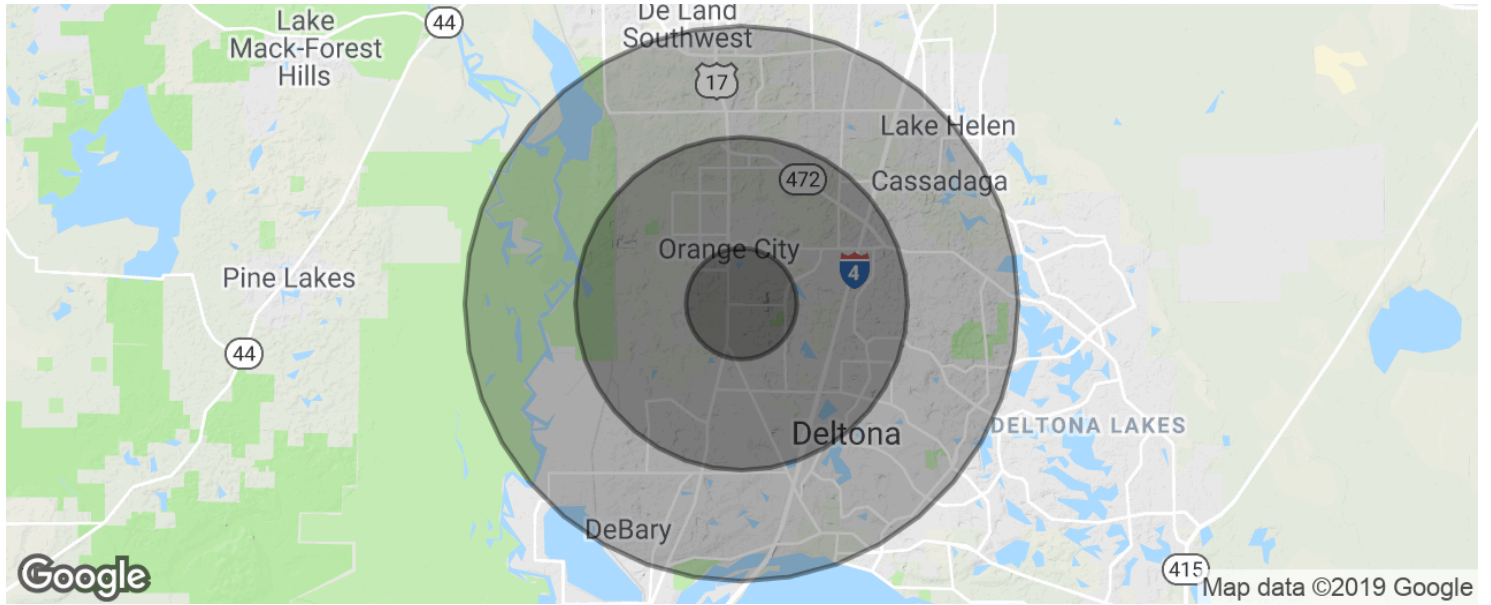 De Land
Southwest
Lake
Mack-Forest
Hills
44
17
Lake Helen
472
Cassadaga
Orange City
4
Pine Lakes
44
Deltona
DELTONA LAKES
DeBary
415
Google
Map data ©2019 Google